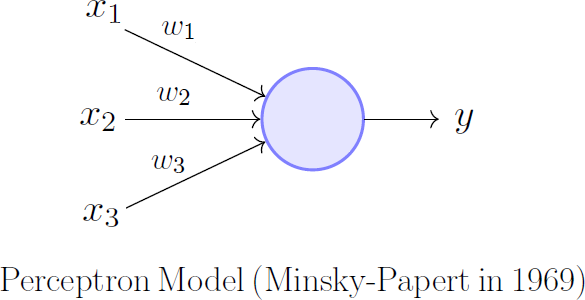 x₁
w₁
w₂
x₂
y
w₃
x₃
Perceptron Model (Minsky-Papert in 1969)